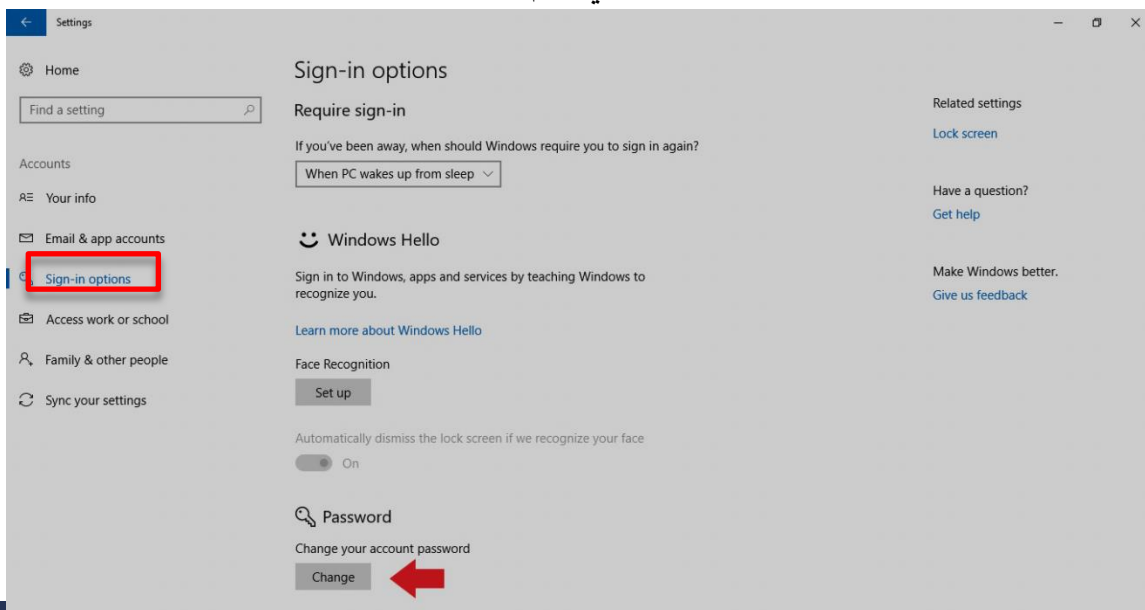 Settings
Home
Find a setting
Accounts
Your info
Email & app accounts
Sign-in options
Access work or school
Family & other people
Sync your settings
Sign-in options
Require sign-in
If you've been away, when should Windows require you to sign in again?
When PC wakes up from sleep
Windows Hello
Sign in to Windows, apps and services by teaching Windows to
recognize you.
Learn more about Windows Hello
Face Recognition
Set up
Automatically dismiss the lock screen if we recognize your face
On
Password
Change your account password
Change
Related settings
Lock screen
Have a question?
Get help
Make Windows better.
Give us feedback